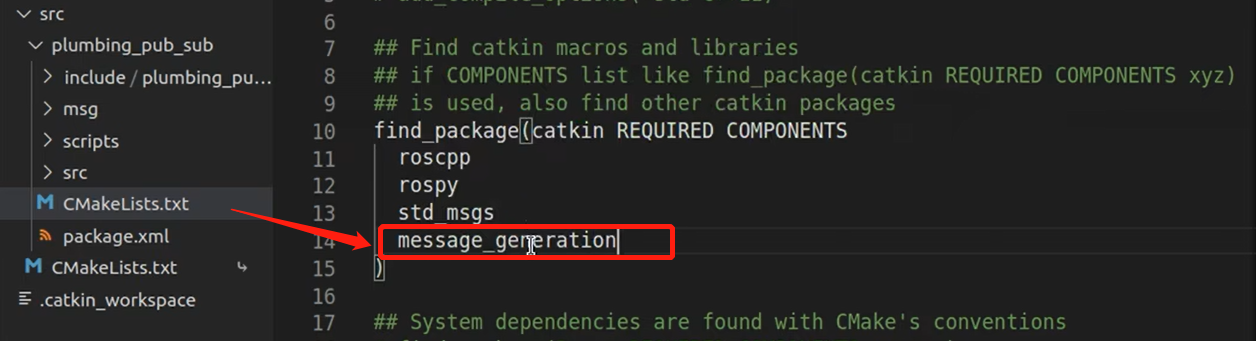 src
plumbing_pub_sub
include / plumbing_pu...
msg
scripts
src
CMakeLists.txt
package.xml
CMakeLists.txt
.catkin_workspace
6
7 ## Find catkin macros and libraries
8 ## if COMPONENTS list like find_package(catkin REQUIRED COMPONENTS xyz)
9 ## is used, also find other catkin packages
10 find_package(catkin REQUIRED COMPONENTS
11 roscpp
12 rospy
13 std_msgs
14 message_generation
15 )
16
17 ## System dependencies are found with CMake's conventions